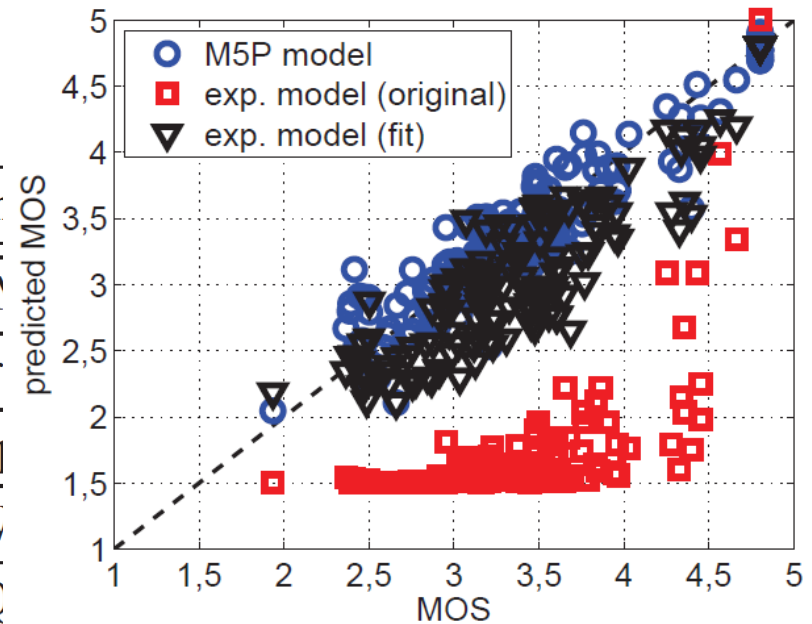 5
4,5
4
3,5
3
2,5
2
1,5
1
predicted MOS
M5P model
exp. model (original)
exp. model (fit)
1 1,5 2 2,5 3 3,5 4 4,5 5
MOS